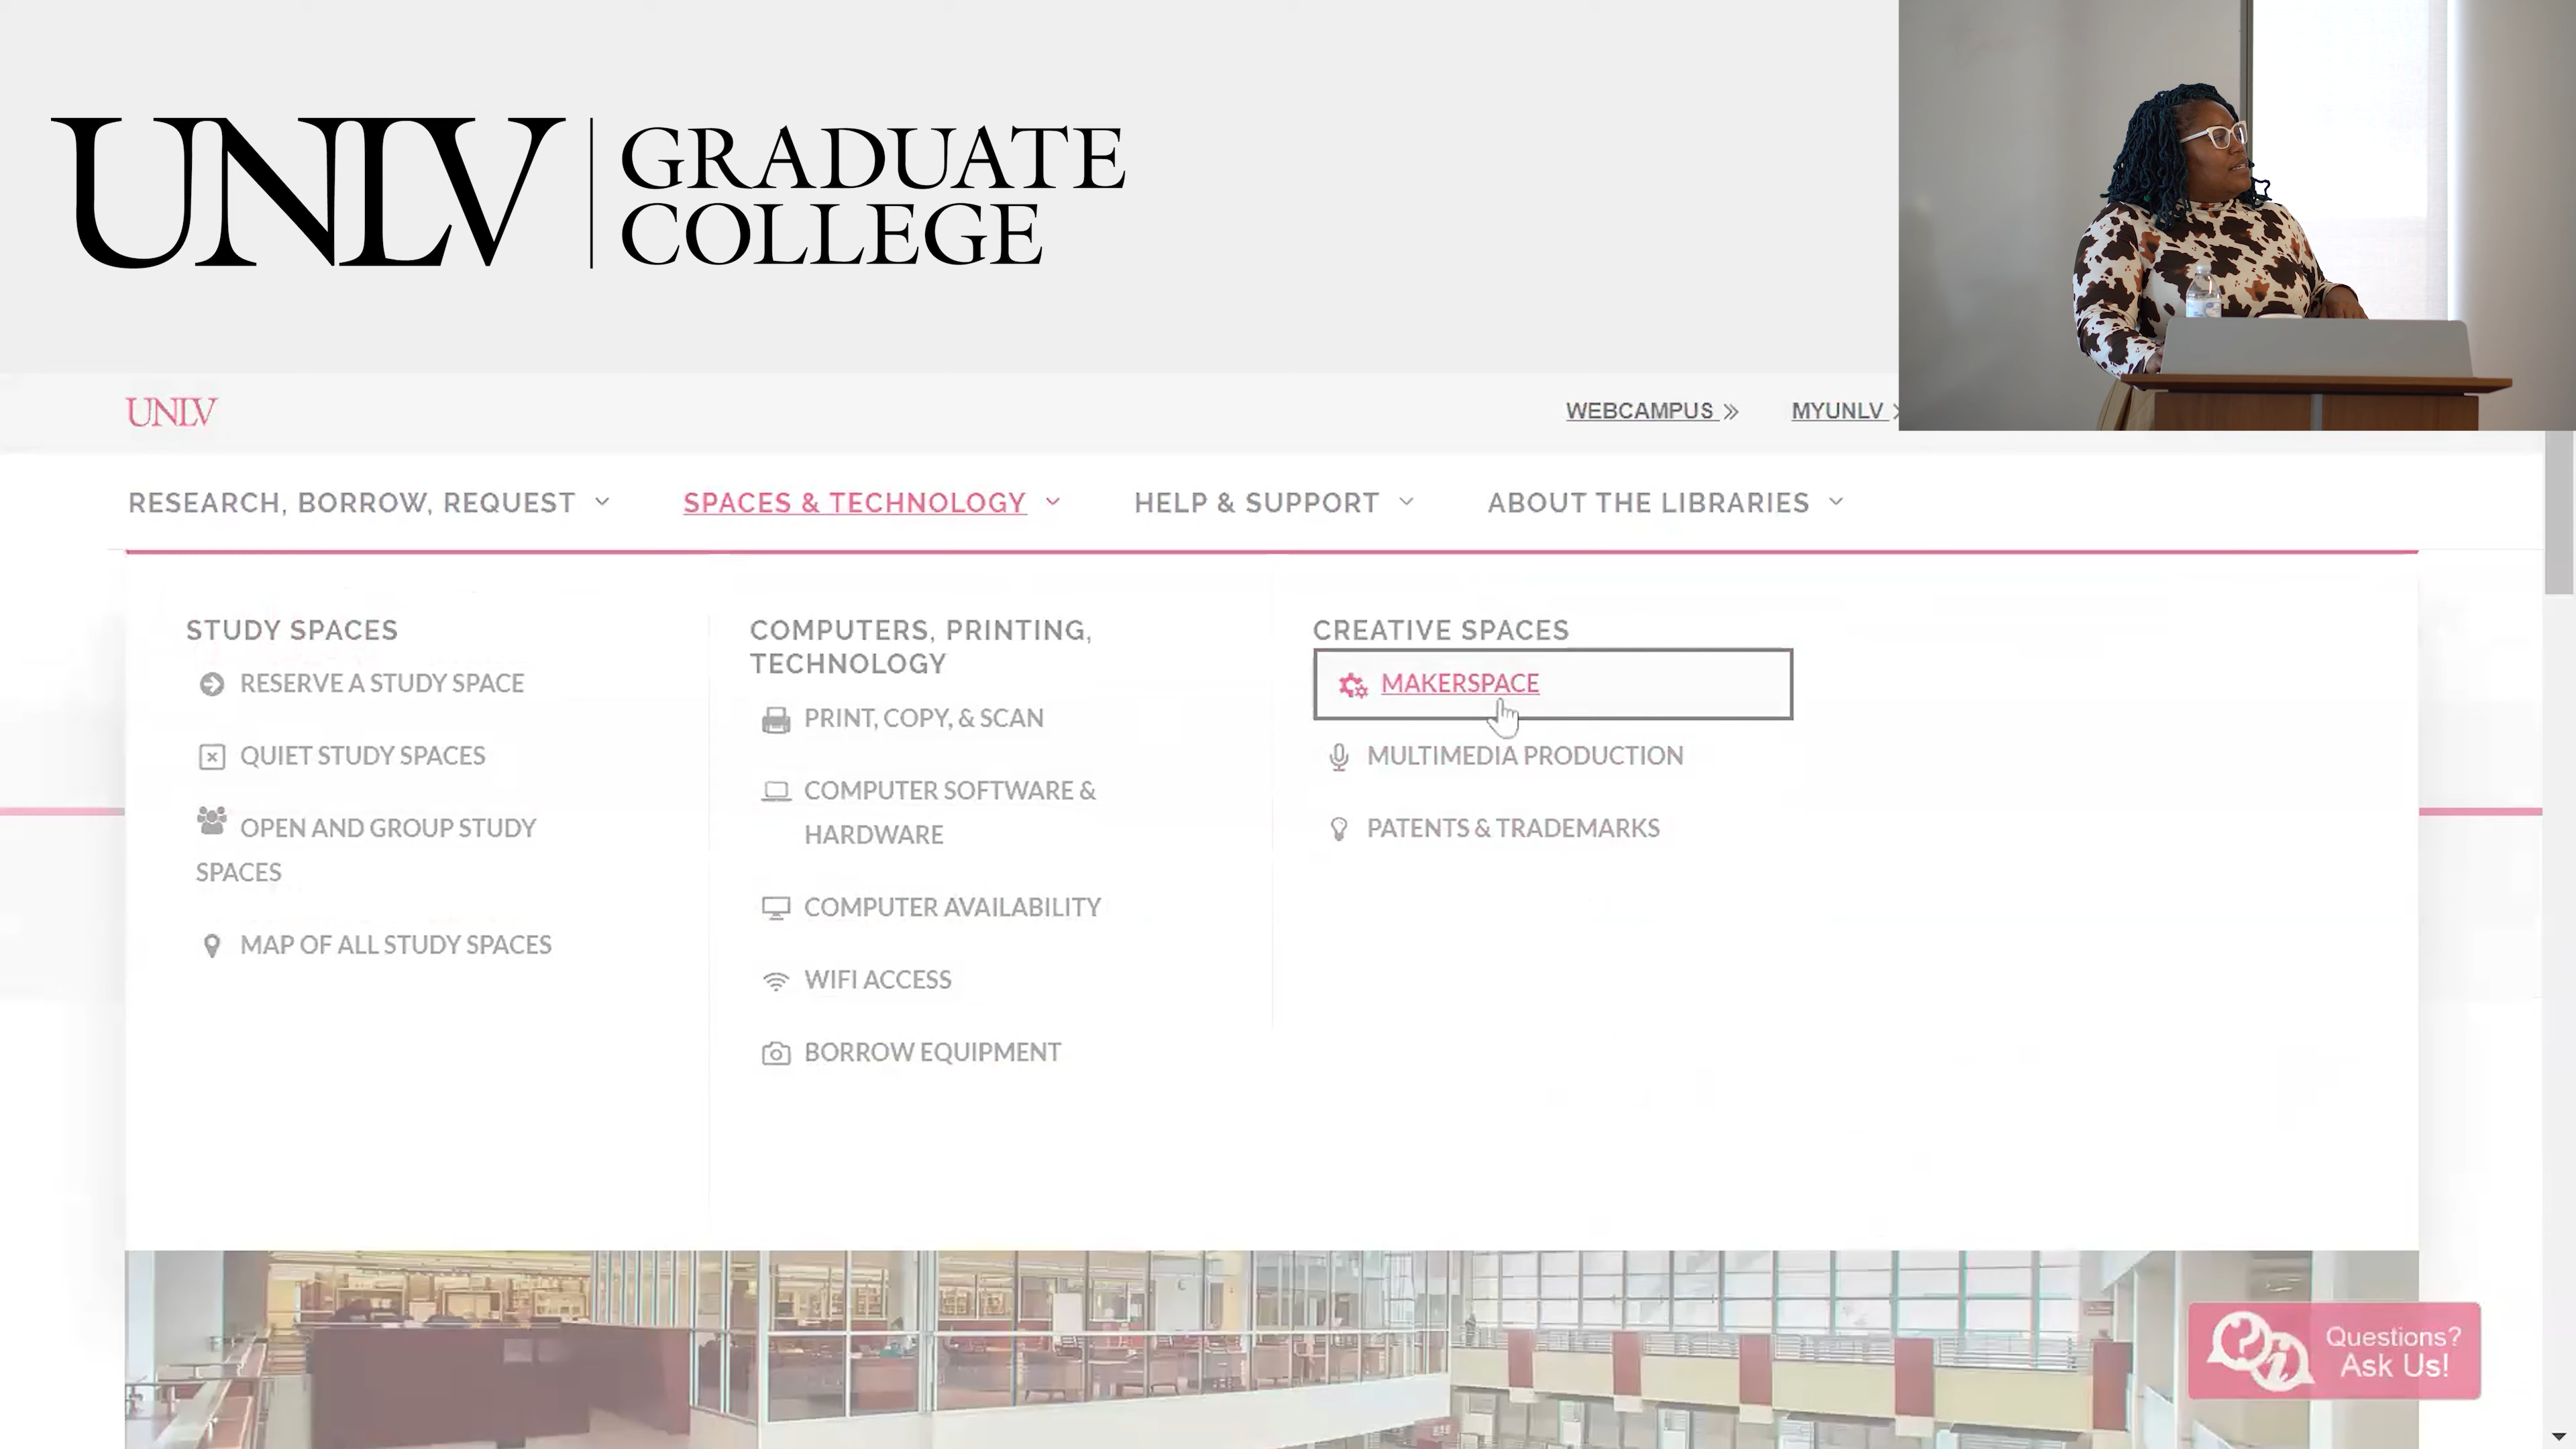 UNLV
GRADUATE
COLLEGE
UNLV
WEBCAMPUS
MYUNLV
RESEARCH, BORROW, REQUEST
SPACES & TECHNOLOGY
HELP & SUPPORT
ABOUT THE LIBRARIES
STUDY SPACES
RESERVE A STUDY SPACE
QUIET STUDY SPACES
OPEN AND GROUP STUDY
SPACES
MAP OF ALL STUDY SPACES
COMPUTERS, PRINTING,
TECHNOLOGY
PRINT, COPY, & SCAN
COMPUTER SOFTWARE &
HARDWARE
COMPUTER AVAILABILITY
WIFI ACCESS
BORROW EQUIPMENT
CREATIVE SPACES
MAKERSPACE
MULTIMEDIA PRODUCTION
PATENTS & TRADEMARKS
Questions?
Ask Us!